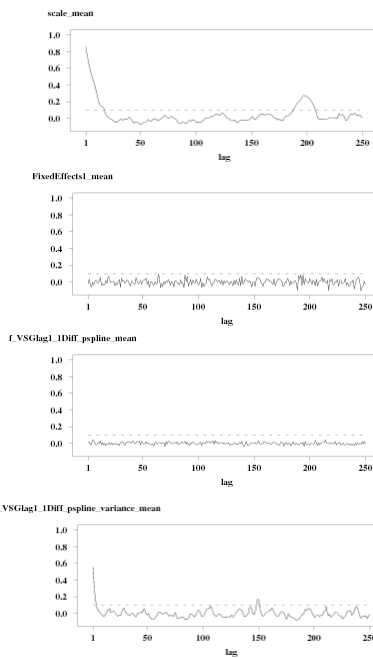 scale_mean
1.0
0.8
0.6
0.4
0.2
0.0
1 50 100 150 200 250
lag
FixedEffects1_mean
1.0
0.8
0.6
0.4
0.2
0.0
1 50 100 150 200 250
lag
f_VSGlag1_1Diff_pspline_mean
1.0
0.8
0.6
0.4
0.2
0.0
1 50 100 150 200 250
lag
_VSGlag1_1Diff_pspline_variance_mean
1.0
0.8
0.6
0.4
0.2
0.0
1 50 100 150 200 250
lag